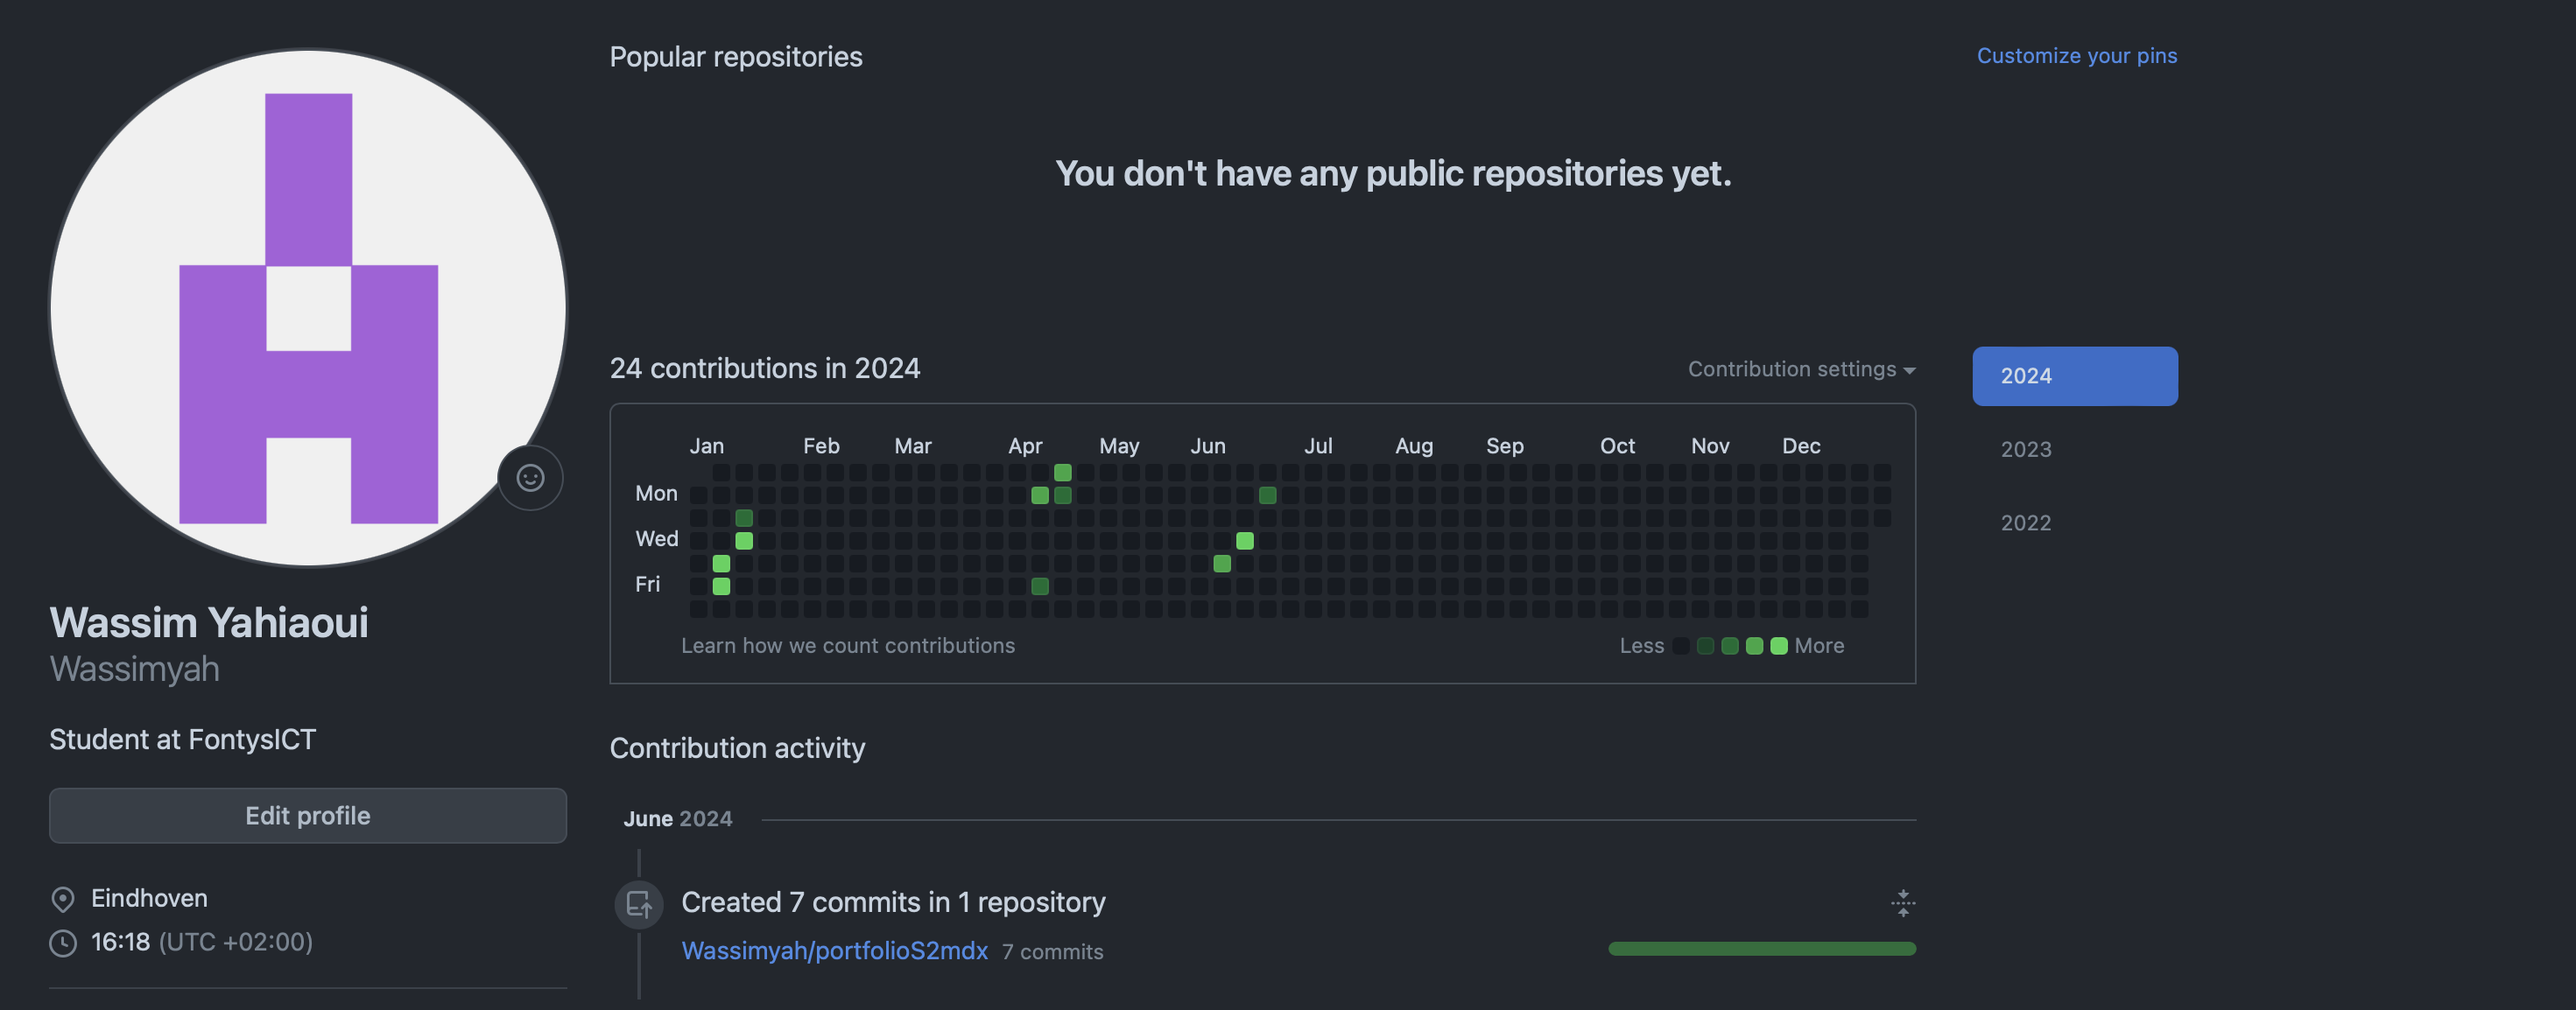 Popular repositories
Customize your pins
You don't have any public repositories yet.
24 contributions in 2024
Contribution settings
2024
2023
2022
Jan Feb Mar Apr May Jun Jul Aug Sep Oct Nov Dec
Mon
Wed
Fri
Learn how we count contributions
Less More
Wassim Yahiaoui
Wassimyah
Student at FontysICT
Edit profile
Eindhoven
16:18 (UTC +02:00)
Contribution activity
June 2024
Created 7 commits in 1 repository
Wassimyah/portfolioS2mdx 7 commits